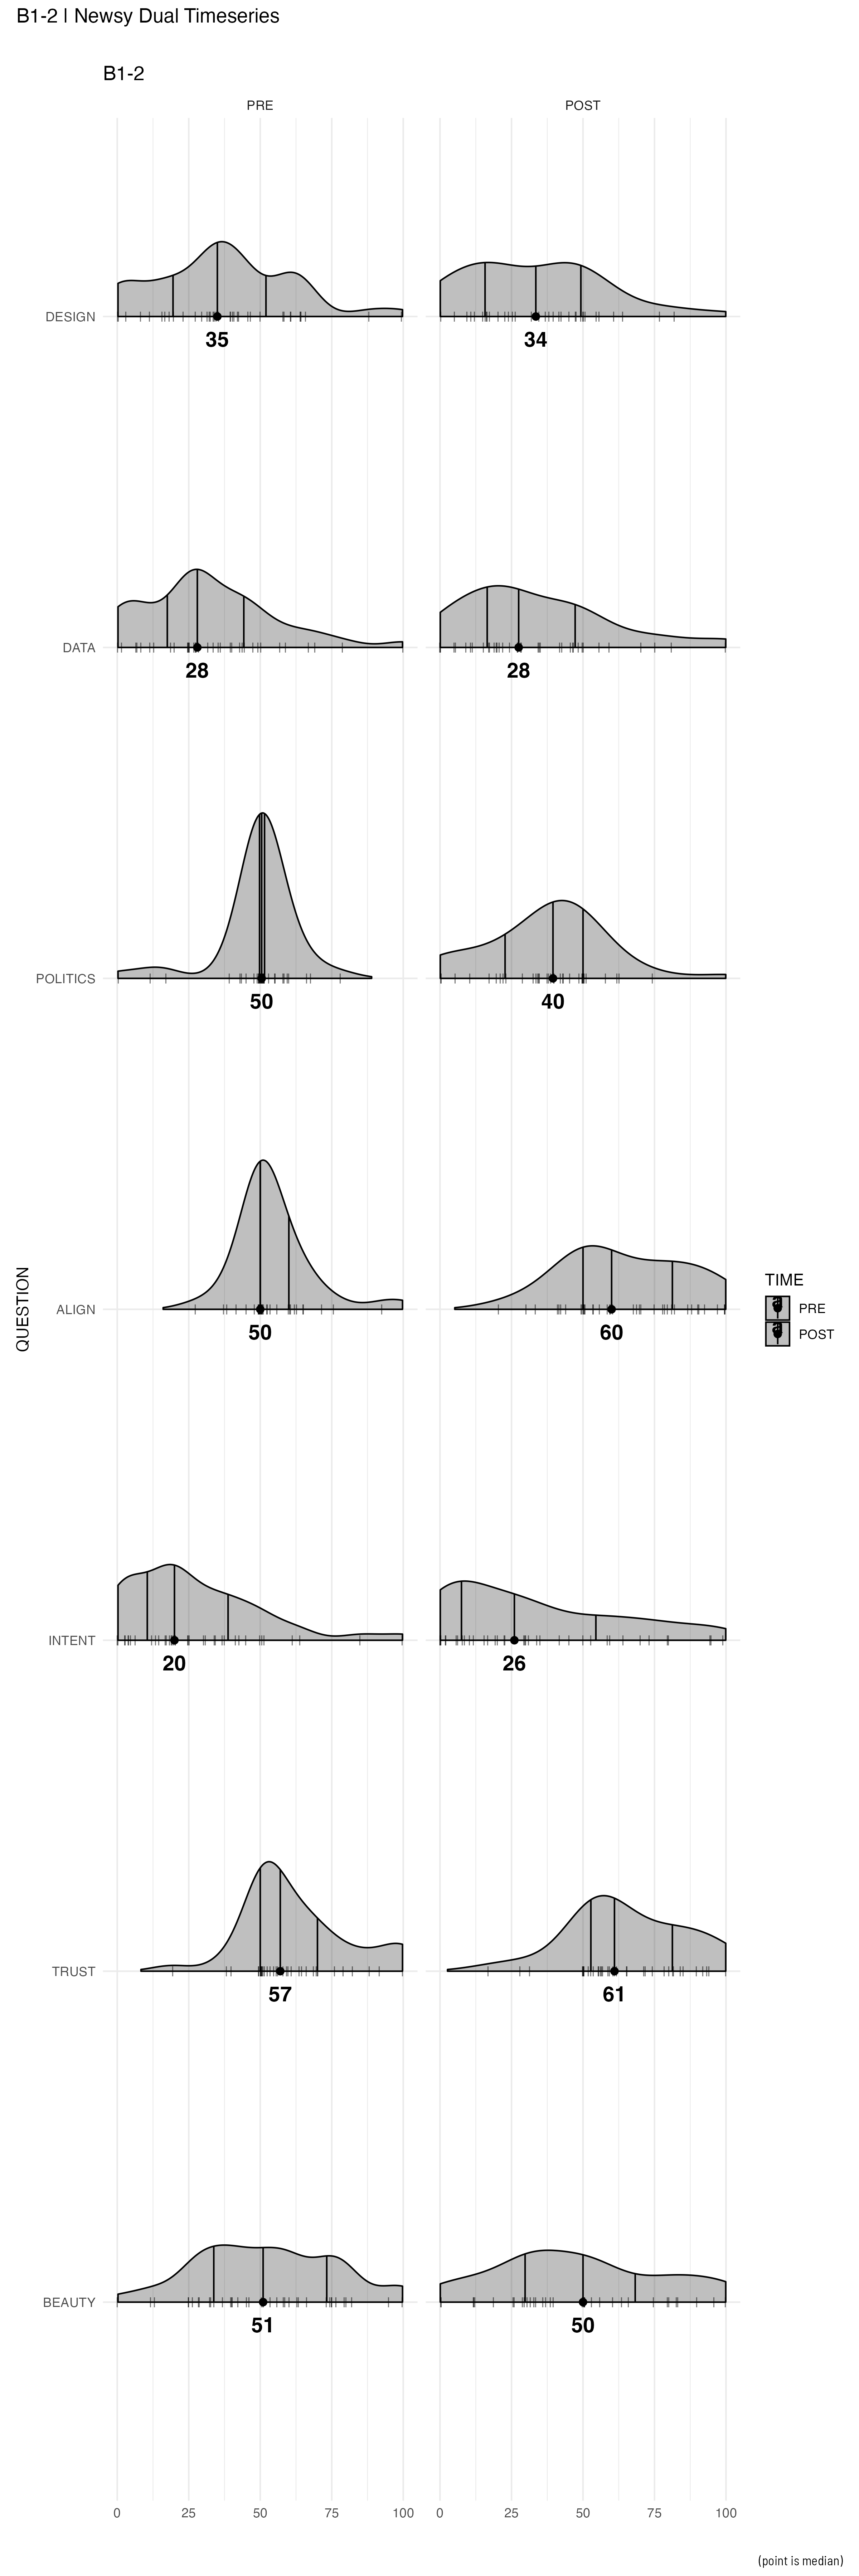 B1-2 | Newsy Dual Timeseries
B1-2
PRE
POST
DESIGN
35
34
DATA
28
28
POLITICS
50
40
ALIGN
50
60
INTENT
20
26
TRUST
57
61
BEAUTY
51
50
QUESTION
TIME
PRE
POST
0 25 50 75 100
0 25 50 75 100
(point is median)